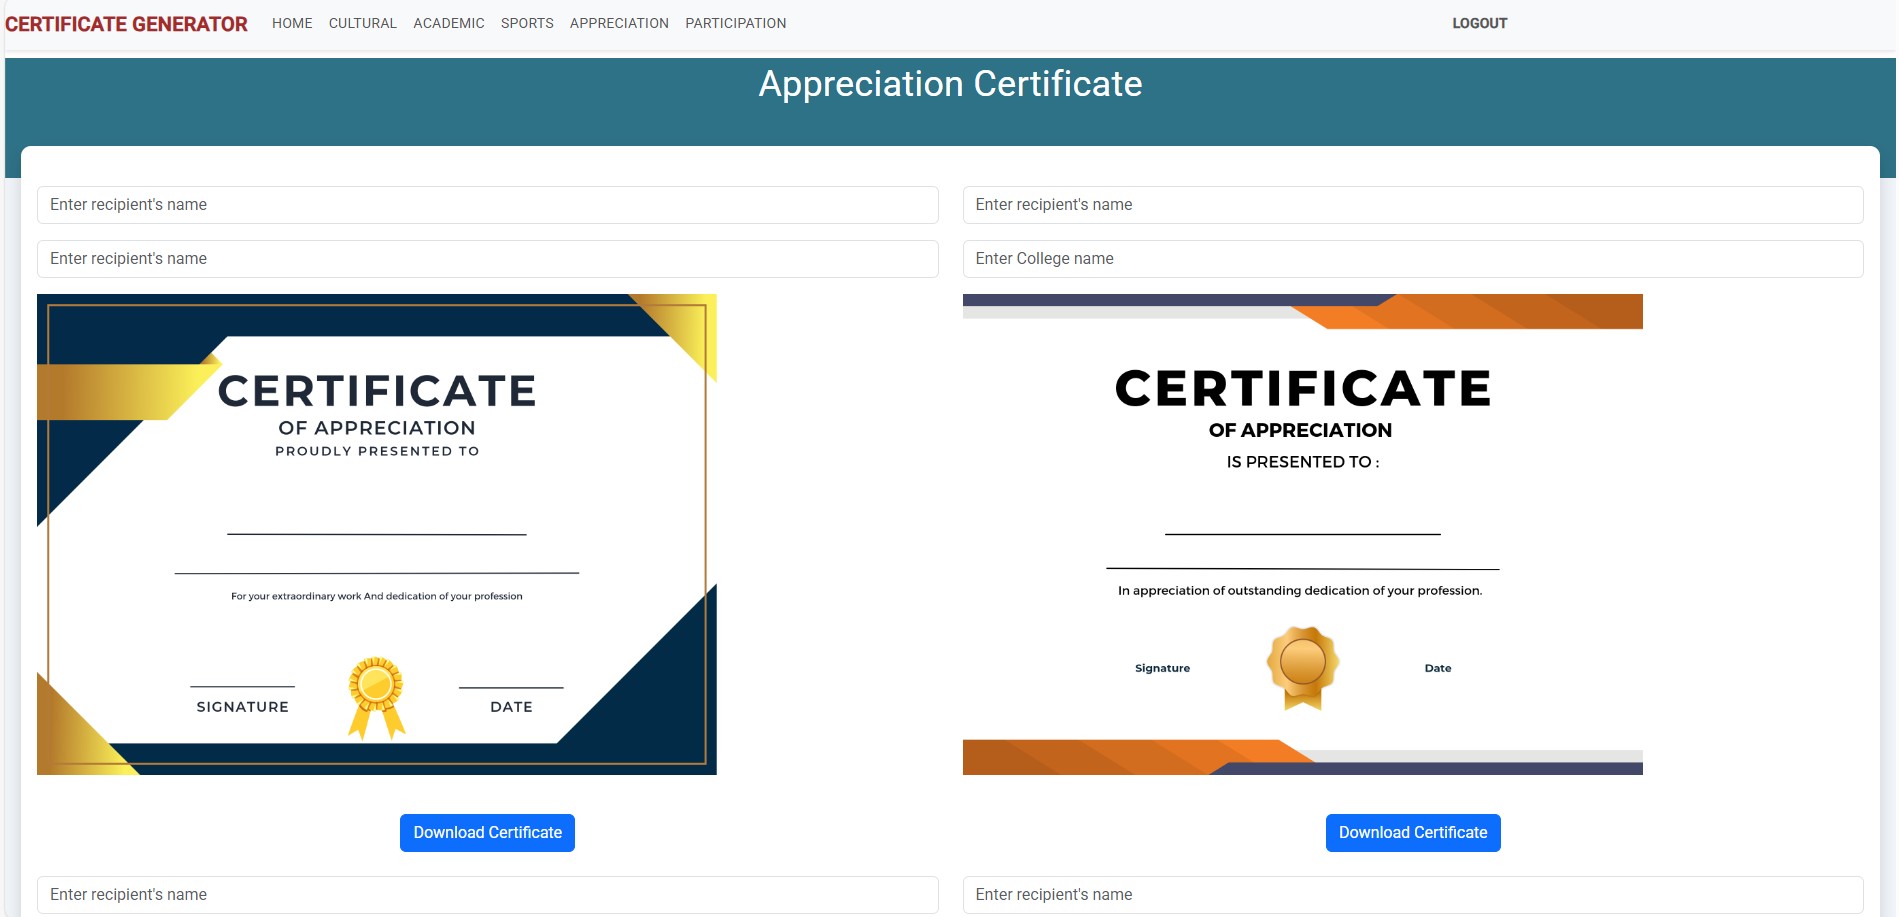 CERTIFICATE GENERATOR HOME CULTURAL ACADEMIC SPORTS APPRECIATION PARTICIPATION LOGOUT
Appreciation Certificate
Enter recipient's name
Enter recipient's name
CERTIFICATE
OF APPRECIATION
PROUDLY PRESENTED TO
For your extraordinary work And dedication of your profession
SIGNATURE DATE
Download Certificate
Enter recipient's name
Enter recipient's name
Enter College name
CERTIFICATE
OF APPRECIATION
IS PRESENTED TO :
In appreciation of outstanding dedication of your profession.
Signature Date
Download Certificate
Enter recipient's name